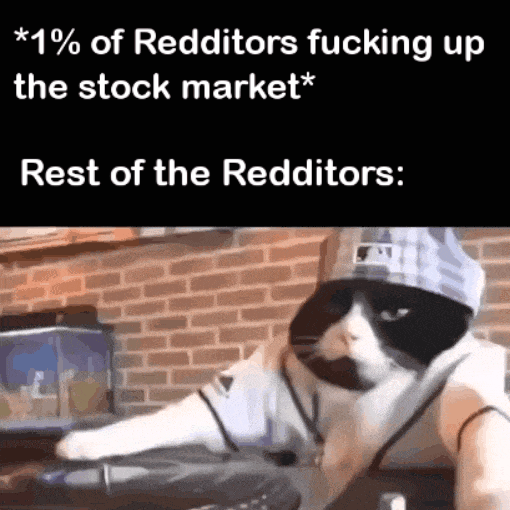 *1% of Redditors fucking up
the stock market*
Rest of the Redditors: